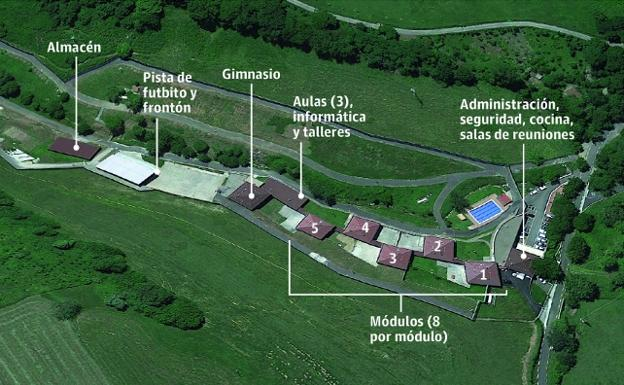 Almacén
Pista de
futbito y
frontón
Gimnasio
Aulas (3),
informática
y talleres
Administración,
seguridad, cocina,
salas de reuniones
5
4
3
2
1
Módulos (8
por módulo)